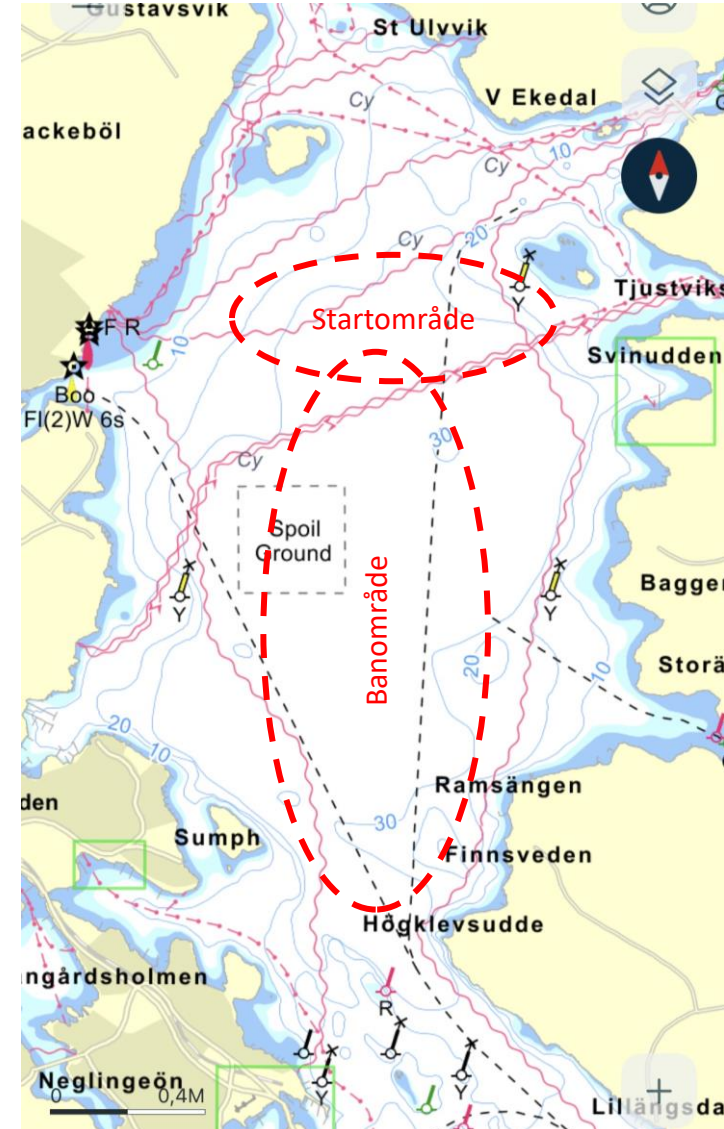 Gustavsvik
St Ulvvik
Cy
V Ekedal
ackeböl
10
Cy
Cy
20
Y
Tjustviks
Startområde
F R
10
Svinudden
Boo
Fl(2)W 6s
30
Cy
Spoil
Ground
Y
Y
Bagger
Banområde
Storä
20
10
20
10
Ramsängen
den
30
Sumph
Finnsveden
Högklevsudde
ngårdsholmen
R
Y
Y
Neglingeön
0 0,4M
Lillängsda